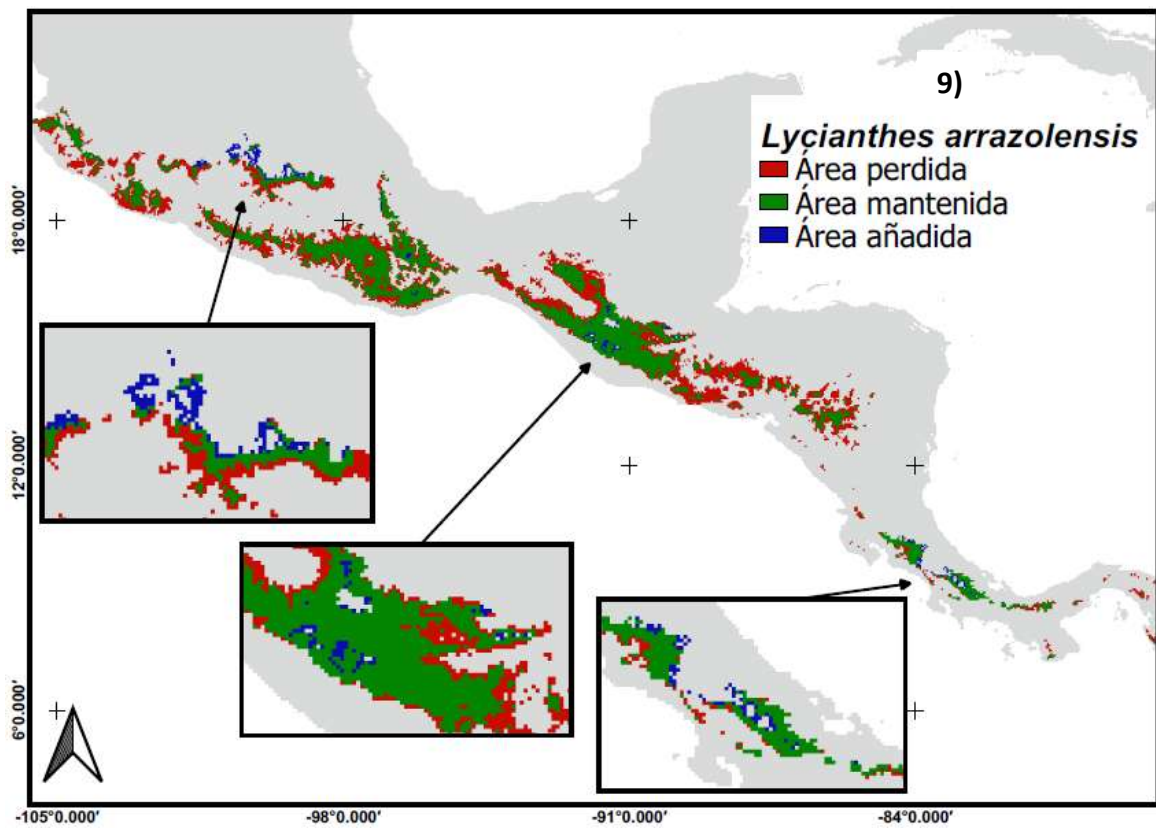 9)
Lycianthes arrazolensis
Área perdida
Área mantenida
Área añadida
18°0.000′
12°0.000′
6°0.000′
-105°0.000′
-98°0.000′
-91°0.000′
-84°0.000′